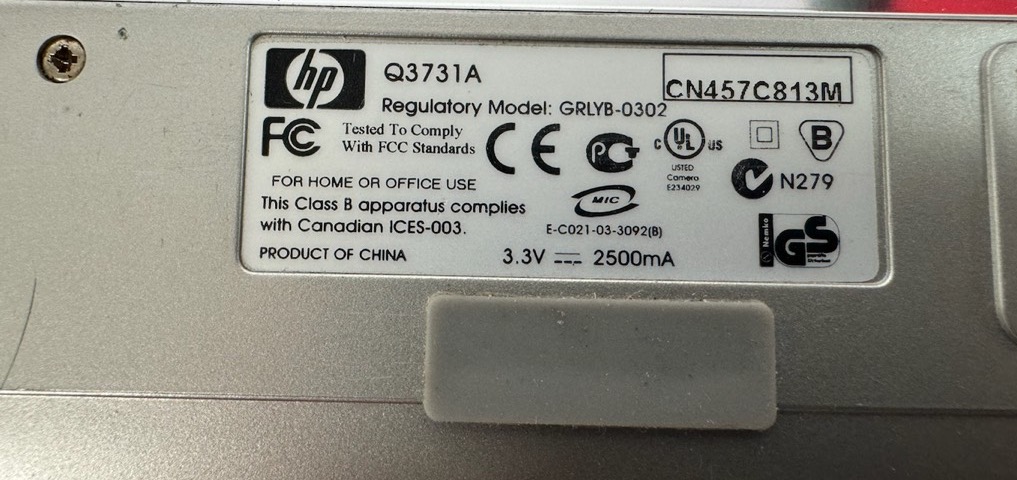 hp
Q3731A
CN457C813M
Regulatory Model: GRLYB-0302
FC
Tested To Comply
With FCC Standards
CE
PG
c UL us
LISTED
Camera
E234029
B
N279
FOR HOME OR OFFICE USE
This Class B apparatus complies
with Canadian ICES-003.
MIC
E-C021-03-3092(B)
Nemko
GS
PRODUCT OF CHINA
3.3V
2500mA